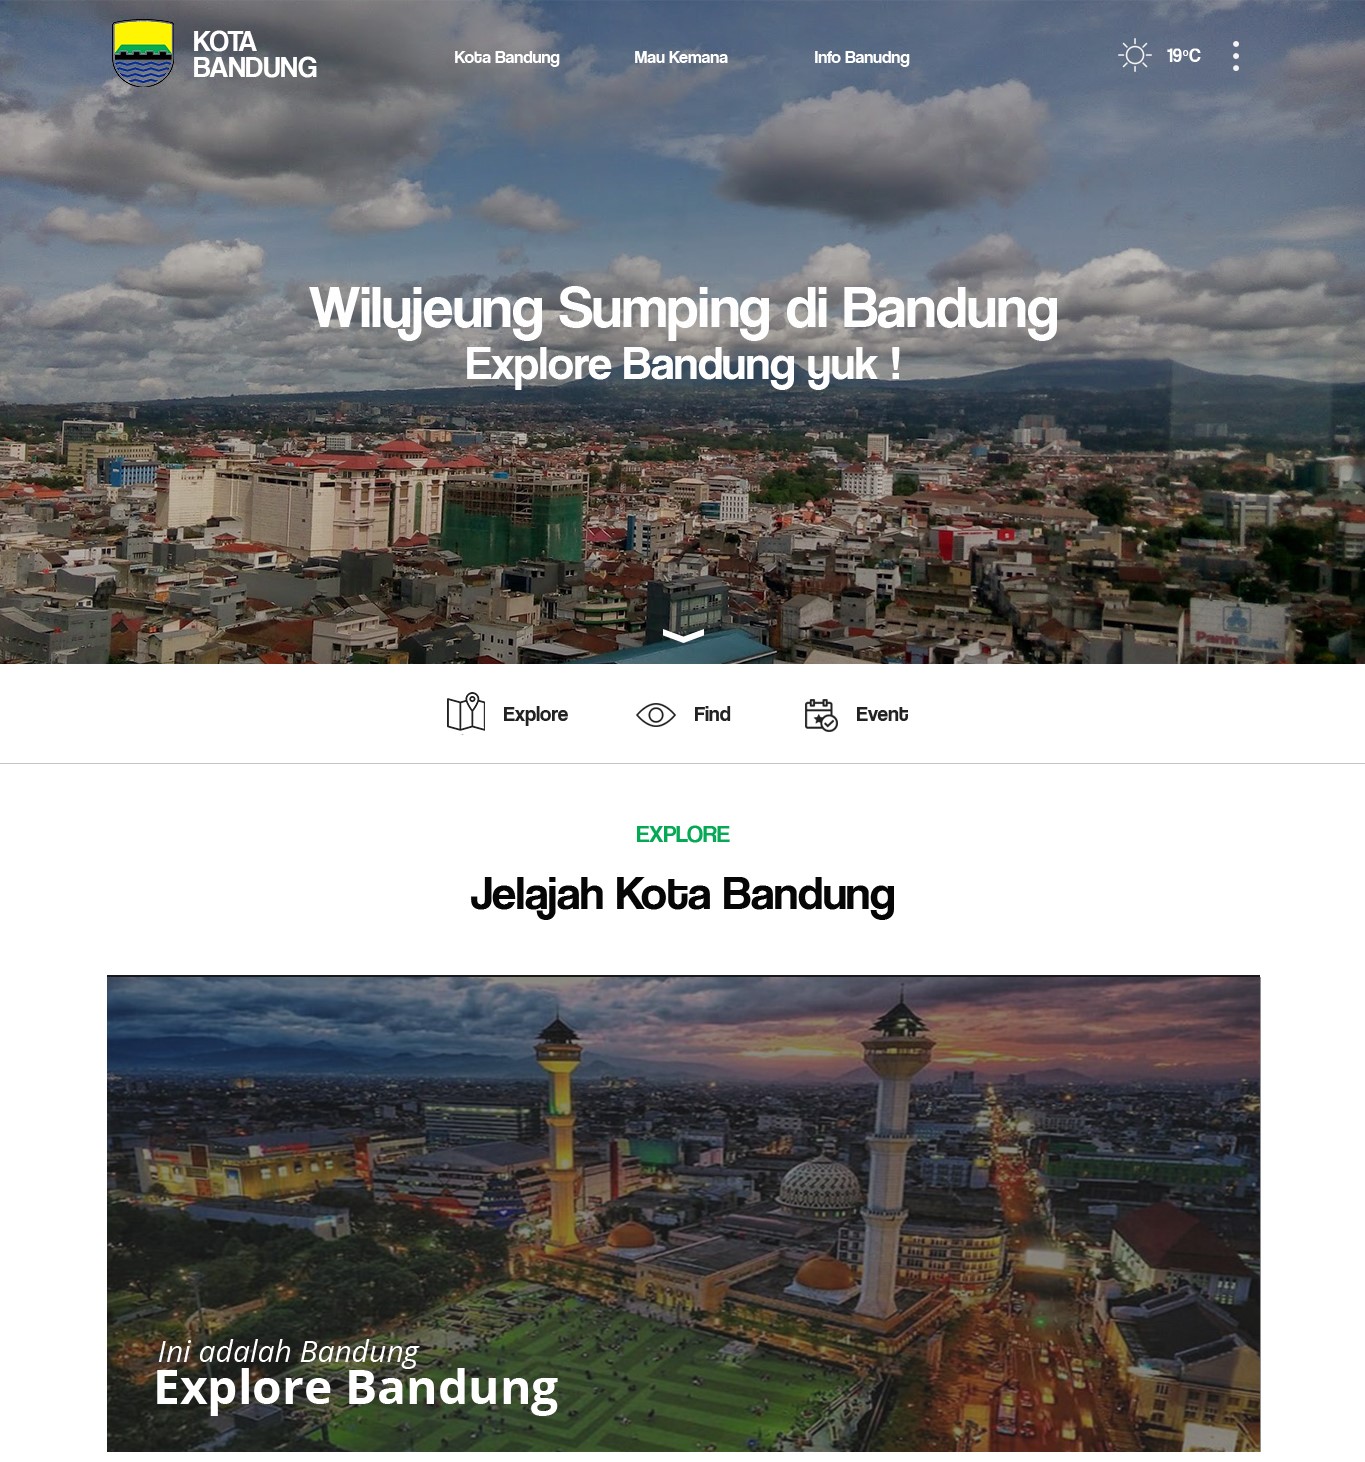 KOTA
BANDUNG
Kota Bandung
Mau Kemana
Info Banudng
19°C
Wilujeung Sumping di Bandung
Explore Bandung yuk !
PaninBank
Explore
Find
Event
EXPLORE
Jelajah Kota Bandung
Ini adalah Bandung
Explore Bandung